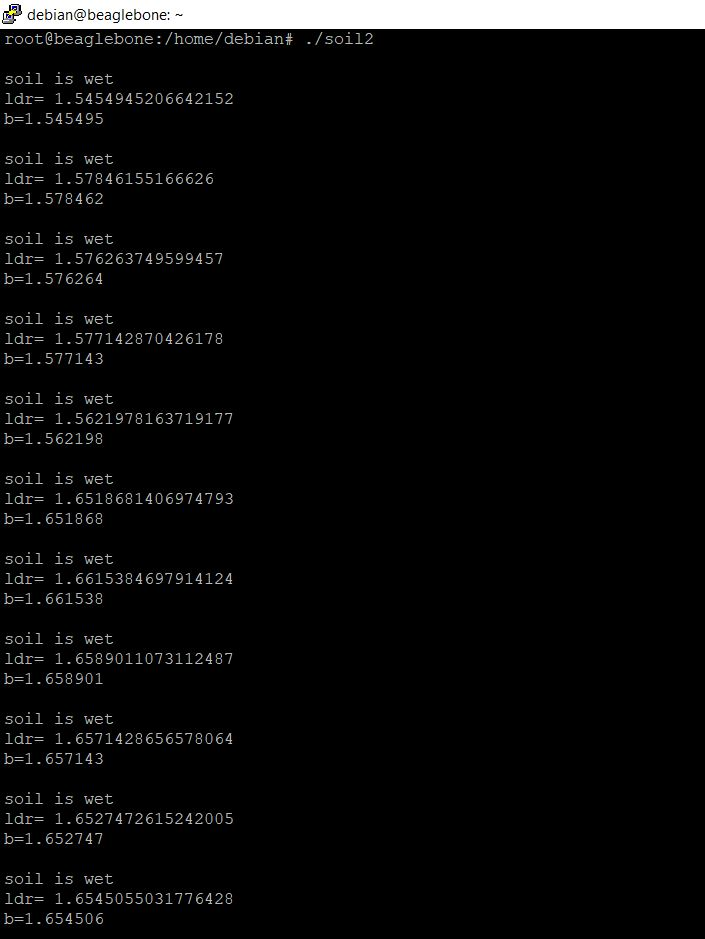 debian@beaglebone: ~
root@beaglebone:/home/debian# ./soil2
soil is wet
ldr= 1.5454945206642152
b=1.545495
soil is wet
ldr= 1.57846155166626
b=1.578462
soil is wet
ldr= 1.576263749599457
b=1.576264
soil is wet
ldr= 1.577142870426178
b=1.577143
soil is wet
ldr= 1.5621978163719177
b=1.562198
soil is wet
ldr= 1.6518681406974793
b=1.651868
soil is wet
ldr= 1.6615384697914124
b=1.661538
soil is wet
ldr= 1.6589011073112487
b=1.658901
soil is wet
ldr= 1.6571428656578064
b=1.657143
soil is wet
ldr= 1.6527472615242005
b=1.652747
soil is wet
ldr= 1.6545055031776428
b=1.654506